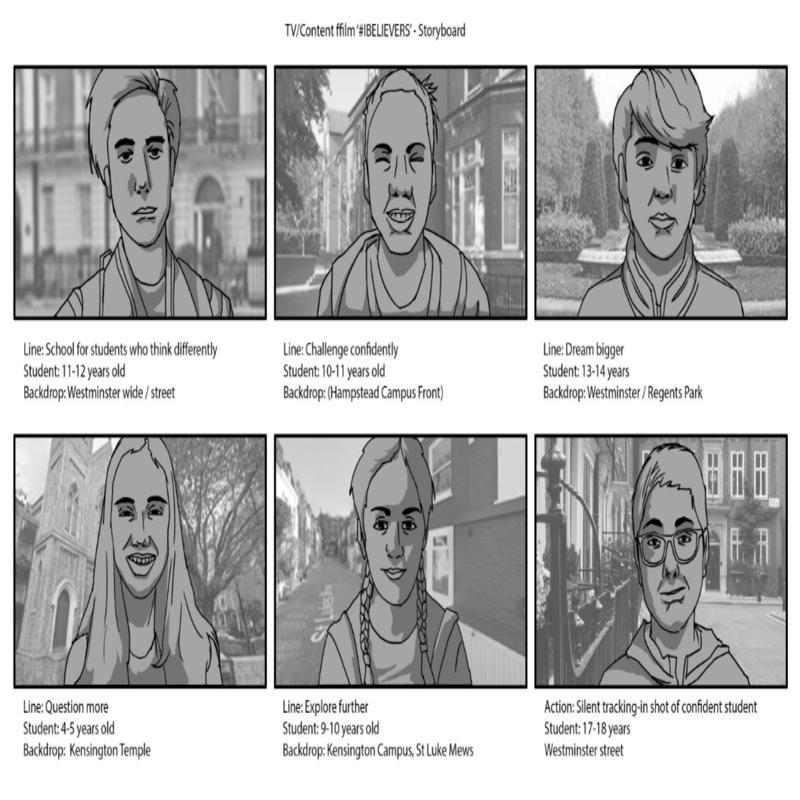 TV/Content ffilm '#IBELIEVERS' - Storyboard
Line: School for students who think differently
Student: 11-12 years old
Backdrop: Westminster wide / street
Line: Challenge confidently
Student: 10-11 years old
Backdrop: (Hampstead Campus Front)
Line: Dream bigger
Student: 13-14 years
Backdrop: Westminster / Regents Park
Line: Question more
Student: 4-5 years old
Backdrop: Kensington Temple
Line: Explore further
Student: 9-10 years old
Backdrop: Kensington Campus, St Luke Mews
Action: Silent tracking-in shot of confident student
Student: 17-18 years
Westminster street